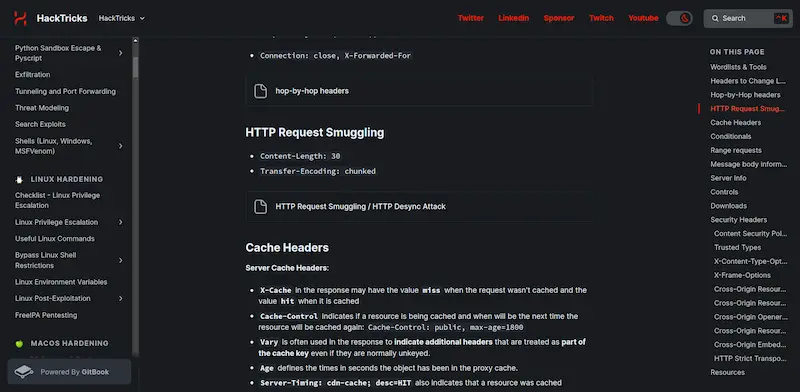 HackTricks
HackTricks
Twitter
Linkedin
Sponsor
Twitch
Youtube
Search
K
Python Sandbox Escape &
Pyscript
Exfiltration
Tunneling and Port Forwarding
Threat Modeling
Search Exploits
Shells (Linux, Windows,
MSFVenom)
LINUX HARDENING
Checklist - Linux Privilege
Escalation
Linux Privilege Escalation
Useful Linux Commands
Bypass Linux Shell
Restrictions
Linux Environment Variables
Linux Post-Exploitation
FreeIPA Pentesting
MACOS HARDENING
Powered By GitBook
Connection: close, X-Forwarded-For
hop-by-hop headers
HTTP Request Smuggling
Content-Length: 30
Transfer-Encoding: chunked
HTTP Request Smuggling / HTTP Desync Attack
Cache Headers
Server Cache Headers:
X-Cache in the response may have the value miss when the request wasn't cached and the
value hit when it is cached
Cache-Control indicates if a resource is being cached and when will be the next time the
resource will be cached again: Cache-Control: public, max-age=1800
Vary is often used in the response to indicate additional headers that are treated as part of
the cache key even if they are normally unkeyed.
Age defines the times in seconds the object has been in the proxy cache.
Server-Timing: cdn-cache; desc=HIT also indicates that a resource was cached
ON THIS PAGE
Wordlists & Tools
Headers to Change L...
Hop-by-Hop headers
HTTP Request Smug...
Cache Headers
Conditionals
Range requests
Message body inform...
Server Info
Controls
Downloads
Security Headers
Content Security Pol...
Trusted Types
X-Content-Type-Opt...
X-Frame-Options
Cross-Origin Resour...
Cross-Origin Resour...
Cross-Origin Opener...
Cross-Origin Resour...
Cross-Origin Embed...
HTTP Strict Transpo...
Resources